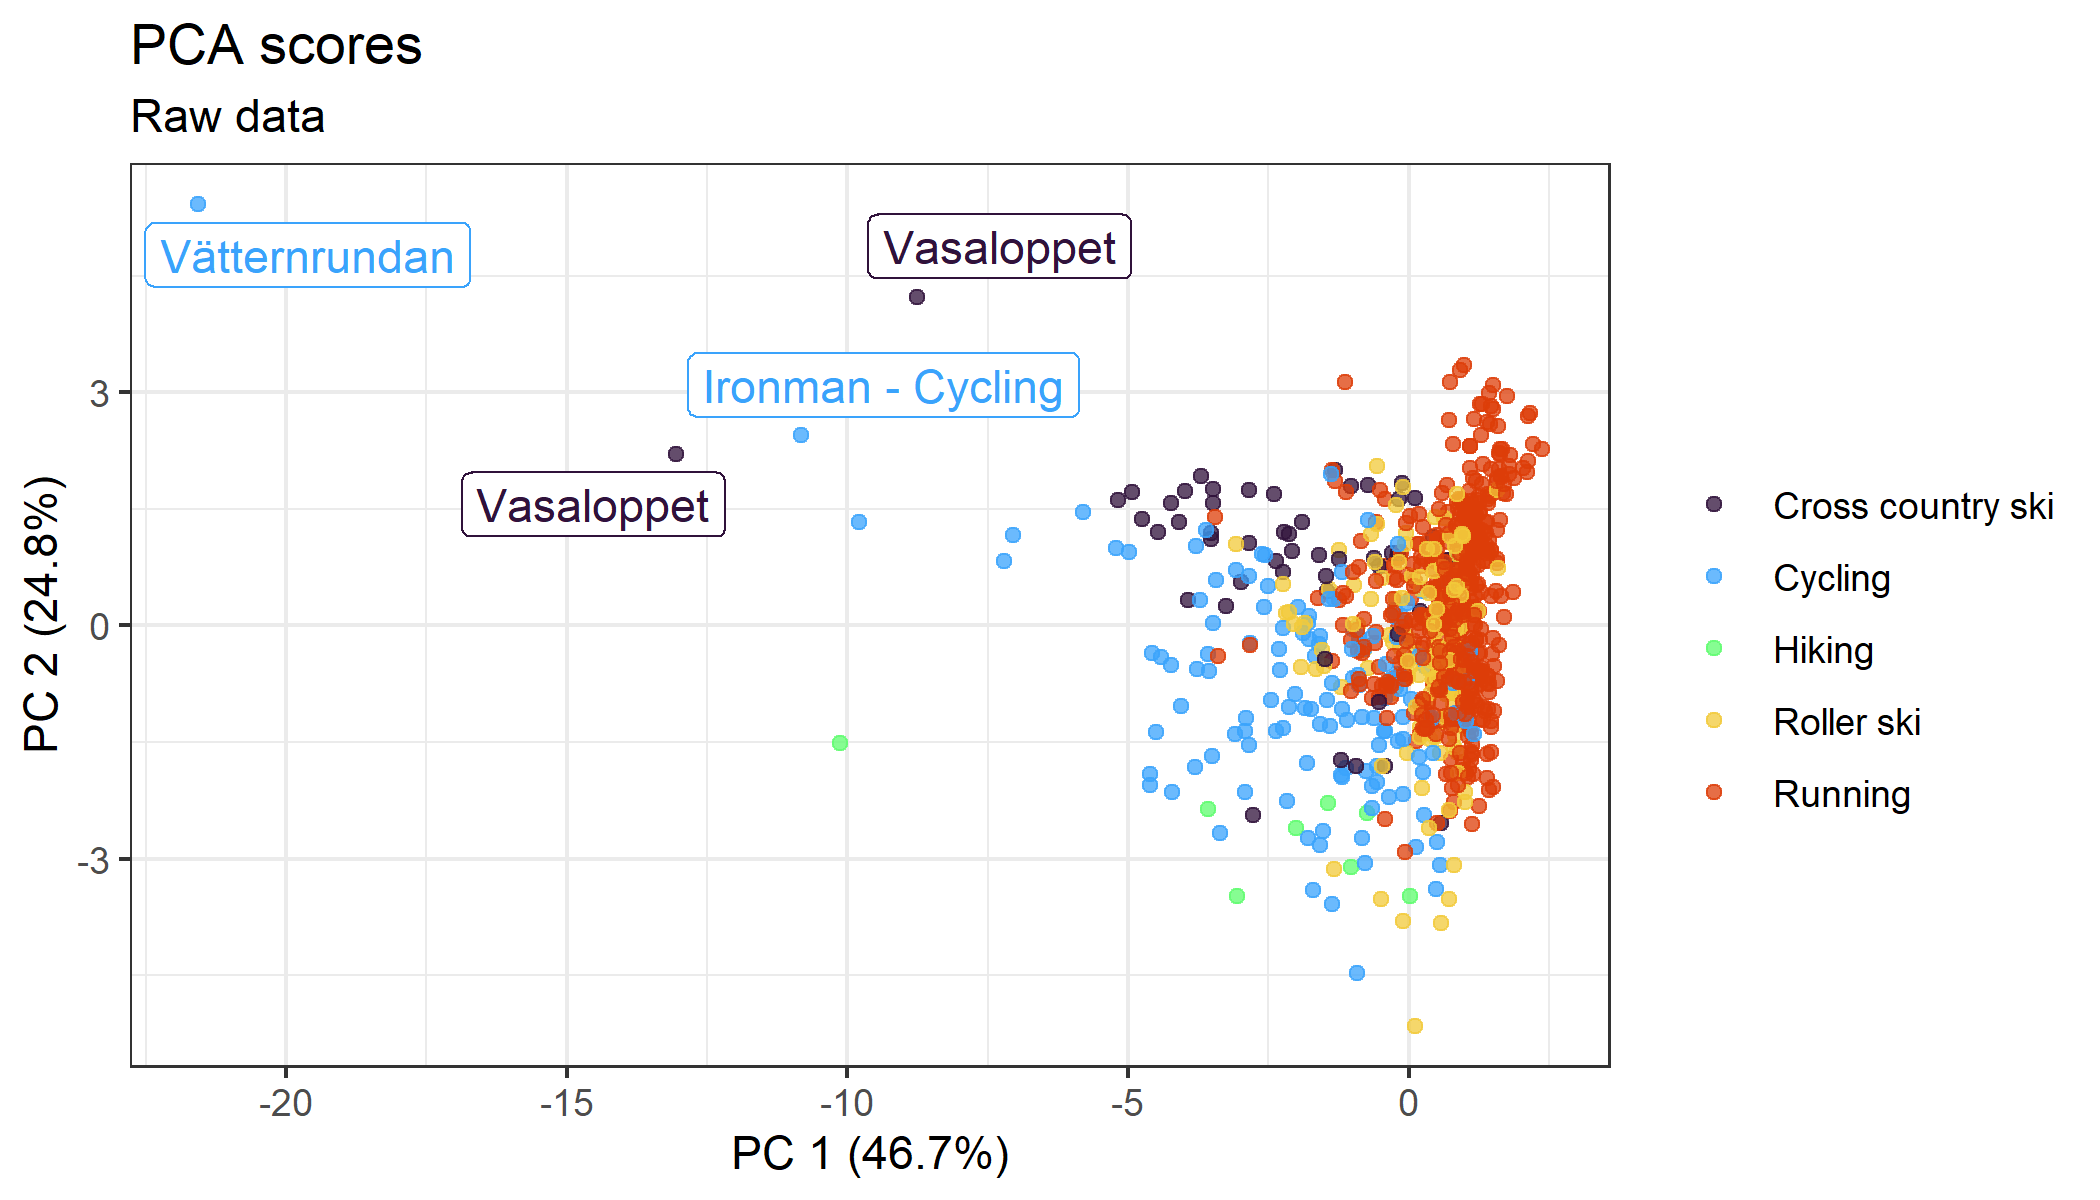 PCA scores
Raw data
Vätternrundan
Vasaloppet
Ironman - Cycling
Vasaloppet
3
0
-3
PC 2 (24.8%)
-20
-15
-10
-5
0
PC 1 (46.7%)
Cross country ski
Cycling
Hiking
Roller ski
Running